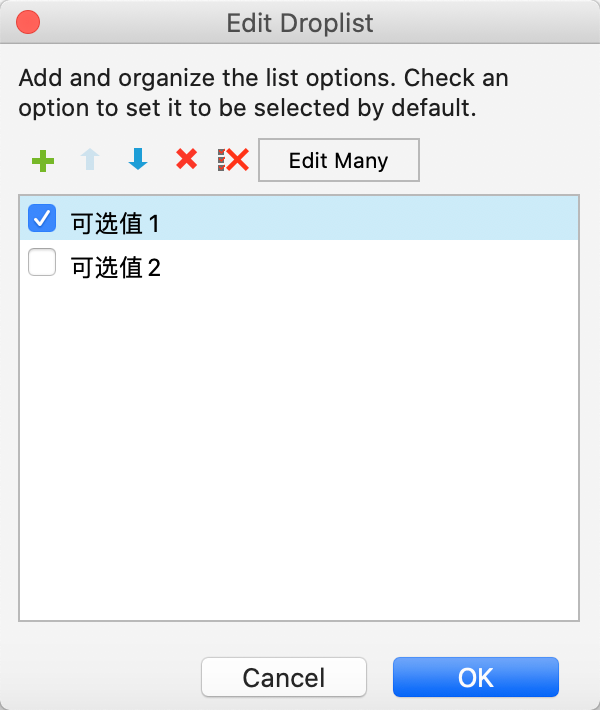 Edit Droplist
Add and organize the list options. Check an
option to set it to be selected by default.
Edit Many
可选值 1
可选值 2
Cancel
OK